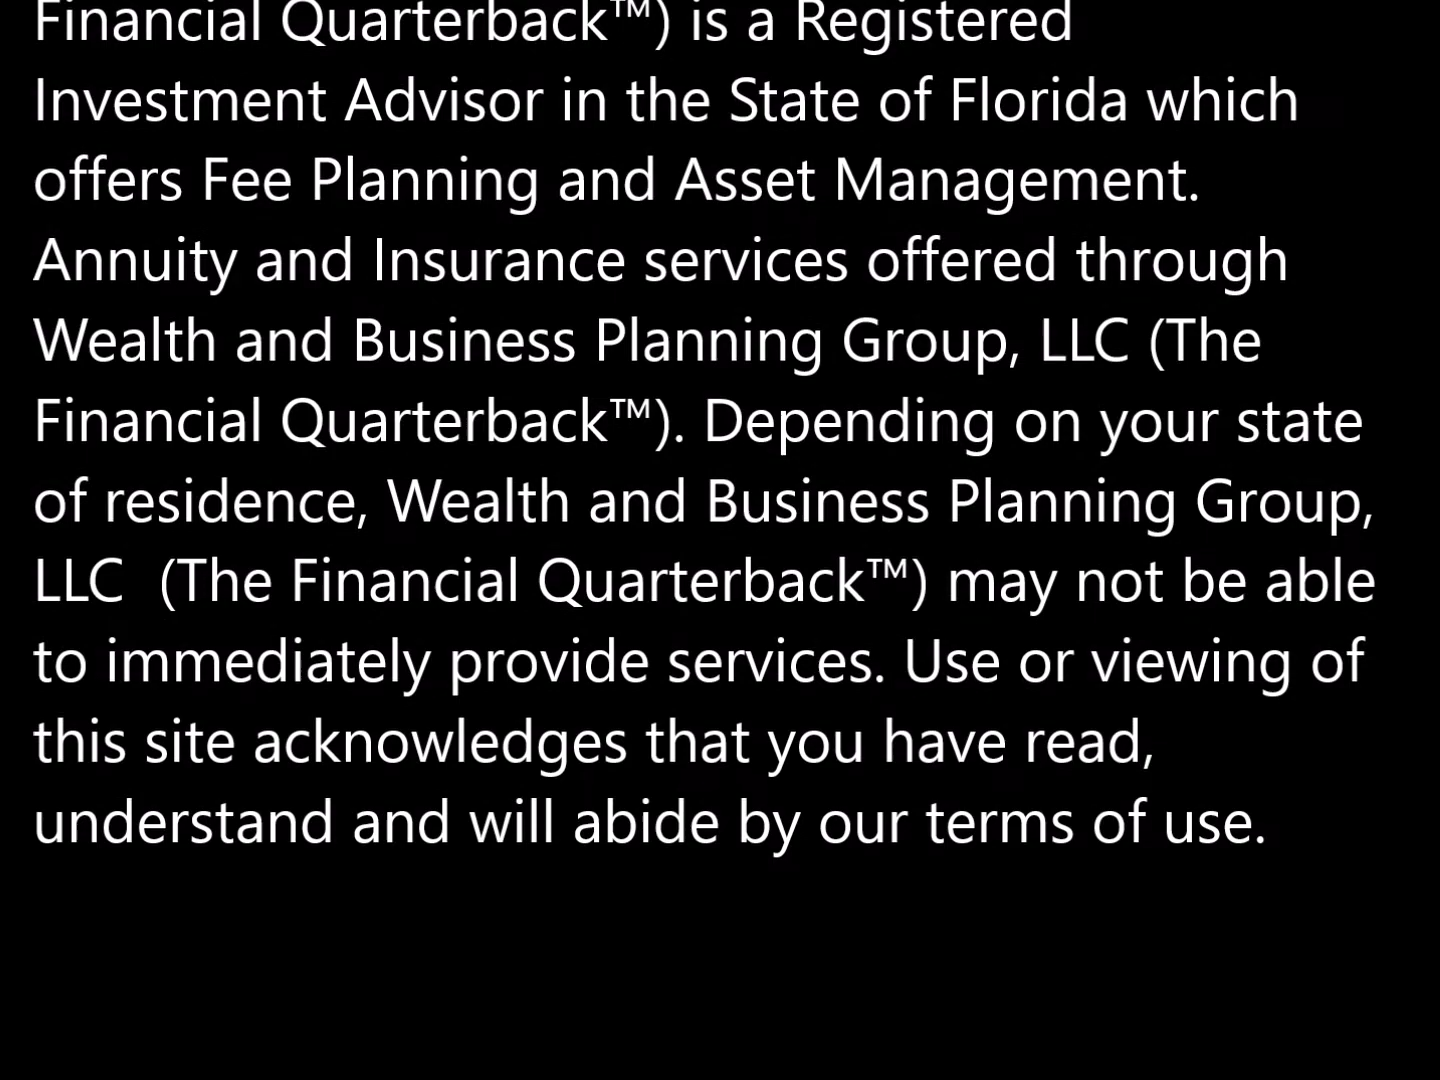 Financial Quarterback™) is a Registered
Investment Advisor in the State of Florida which
offers Fee Planning and Asset Management.
Annuity and Insurance services offered through
Wealth and Business Planning Group, LLC (The
Financial Quarterback™). Depending on your state
of residence, Wealth and Business Planning Group,
LLC  (The Financial Quarterback™) may not be able
to immediately provide services. Use or viewing of
this site acknowledges that you have read,
understand and will abide by our terms of use.